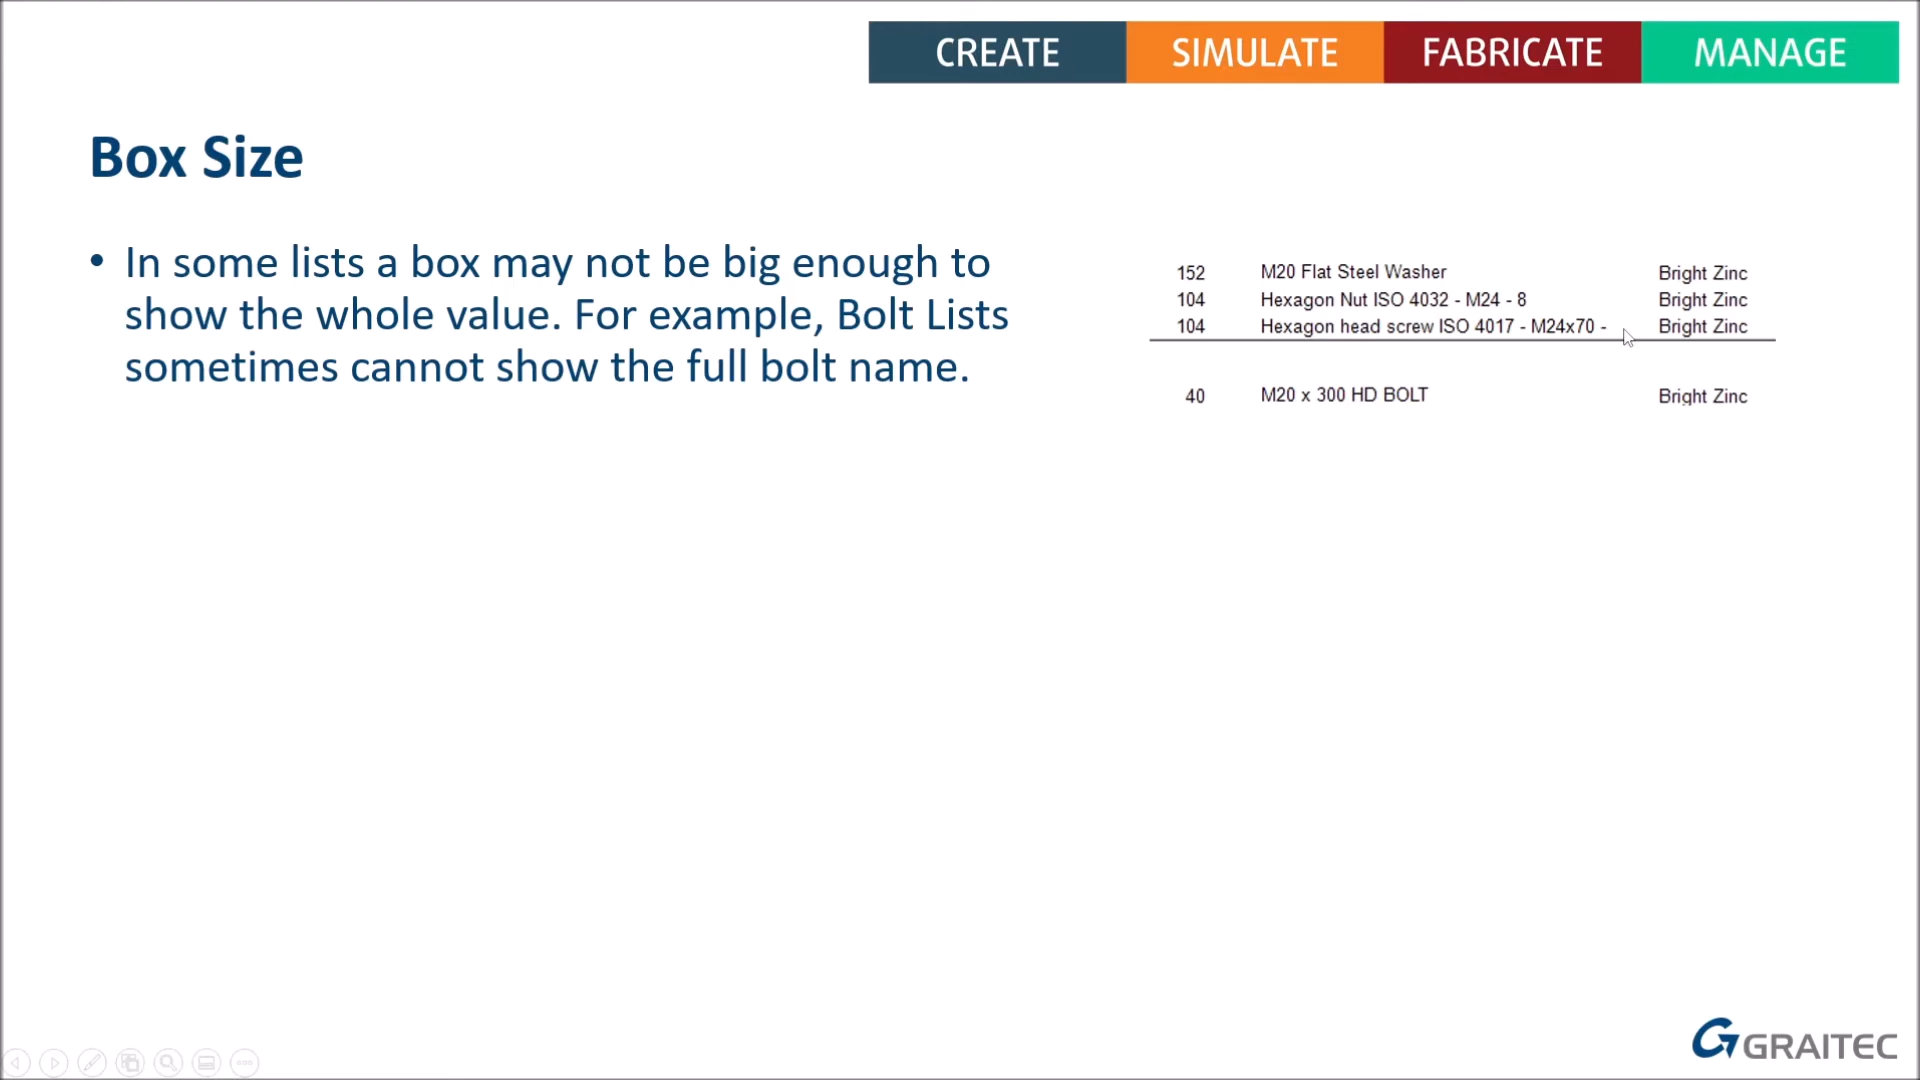 CREATE SIMULATE FABRICATE MANAGE
Box Size
• In some lists a box may not be big enough to
show the whole value. For example, Bolt Lists
sometimes cannot show the full bolt name.
152 M20 Flat Steel Washer Bright Zinc
104 Hexagon Nut ISO 4032 - M24 - 8 Bright Zinc
104 Hexagon head screw ISO 4017 - M24x70 - Bright Zinc
40 M20 x 300 HD BOLT Bright Zinc
GRAITEC